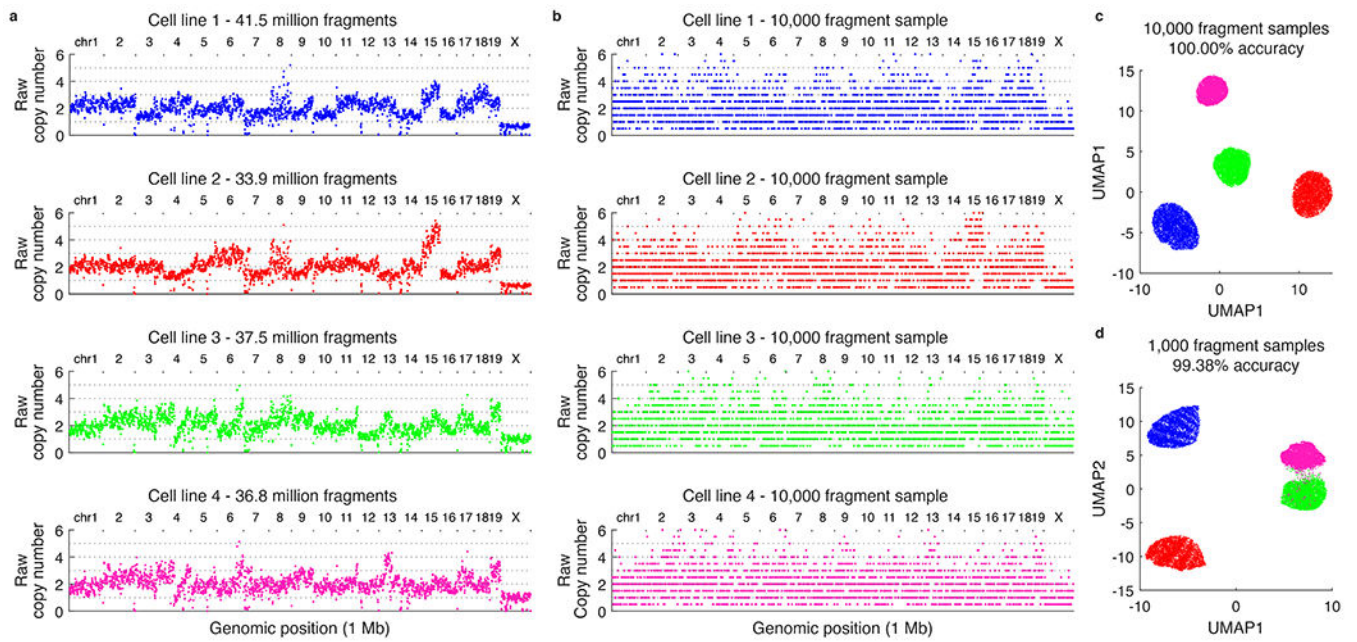 a
Cell line 1 - 41.5 million fragments
chr1 2 3 4 5 6 7 8 9 10 11 12 13 14 15 16 17 1819 X
Raw
copy number
6
4
2
0
Cell line 2 - 33.9 million fragments
chr1 2 3 4 5 6 7 8 9 10 11 12 13 14 15 16 17 1819 X
Raw
copy number
6
4
2
0
Cell line 3 - 37.5 million fragments
chr1 2 3 4 5 6 7 8 9 10 11 12 13 14 15 16 17 1819 X
Raw
copy number
6
4
2
0
Cell line 4 - 36.8 million fragments
chr1 2 3 4 5 6 7 8 9 10 11 12 13 14 15 16 17 1819 X
Raw
copy number
6
4
2
0
Genomic position (1 Mb)
b
Cell line 1 - 10,000 fragment sample
chr1 2 3 4 5 6 7 8 9 10 11 12 13 14 15 16 17 1819 X
Raw
copy number
6
4
2
0
Cell line 2 - 10,000 fragment sample
chr1 2 3 4 5 6 7 8 9 10 11 12 13 14 15 16 17 1819 X
Raw
copy number
6
4
2
0
Cell line 3 - 10,000 fragment sample
chr1 2 3 4 5 6 7 8 9 10 11 12 13 14 15 16 17 1819 X
Raw
copy number
6
4
2
0
Cell line 4 - 10,000 fragment sample
chr1 2 3 4 5 6 7 8 9 10 11 12 13 14 15 16 17 1819 X
Raw
Copy number
6
4
2
0
Genomic position (1 Mb)
c
10,000 fragment samples
100.00% accuracy
UMAP1
15
10
5
0
-5
-10
-10 0 10
UMAP1
d
1,000 fragment samples
99.38% accuracy
UMAP2
15
10
5
0
-5
-10
-15
-10 0 10
UMAP1